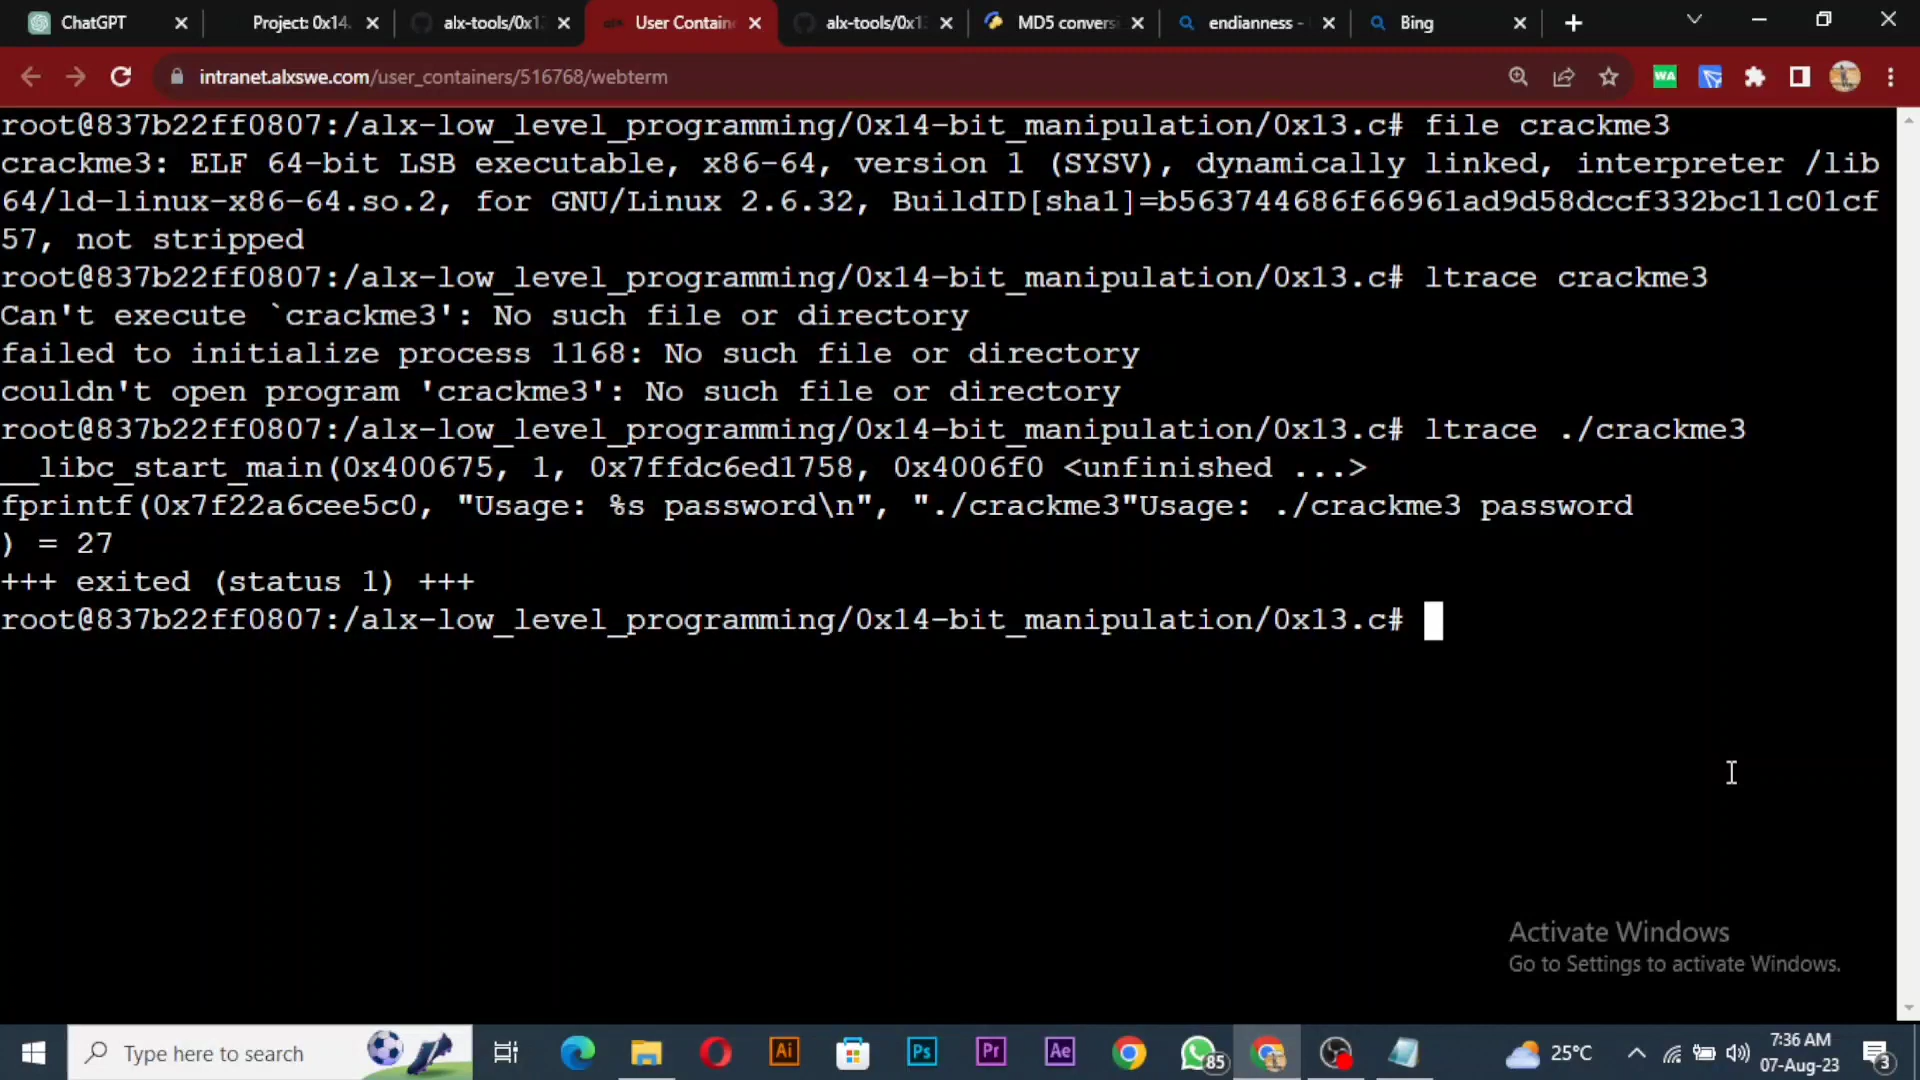 ChatGPT
Project: 0x14.
alx-tools/0x1
User Contain
alx-tools/0x1
MD5 convers
endianness -
Bing
intranet.alxswe.com/user_containers/516768/webterm
WA
root@837b22ff0807:/alx-low_level_programming/0x14-bit_manipulation/0x13.c# file crackme3
crackme3: ELF 64-bit LSB executable, x86-64, version 1 (SYSV), dynamically linked, interpreter /lib
64/ld-linux-x86-64.so.2, for GNU/Linux 2.6.32, BuildID[sha1]=b563744686f66961ad9d58dccf332bc11c01cf
57, not stripped
root@837b22ff0807:/alx-low_level_programming/0x14-bit_manipulation/0x13.c# ltrace crackme3
Can't execute `crackme3': No such file or directory
failed to initialize process 1168: No such file or directory
couldn't open program 'crackme3': No such file or directory
root@837b22ff0807:/alx-low_level_programming/0x14-bit_manipulation/0x13.c# ltrace ./crackme3
__libc_start_main(0x400675, 1, 0x7ffdc6ed1758, 0x4006f0 <unfinished ...>
fprintf(0x7f22a6cee5c0, "Usage: %s password\n", "./crackme3"Usage: ./crackme3 password
) = 27
+++ exited (status 1) +++
root@837b22ff0807:/alx-low_level_programming/0x14-bit_manipulation/0x13.c#
Activate Windows
Go to Settings to activate Windows.
Type here to search
Ai
Ps
Pr
Ae
85
25°C
7:36 AM
07-Aug-23
3